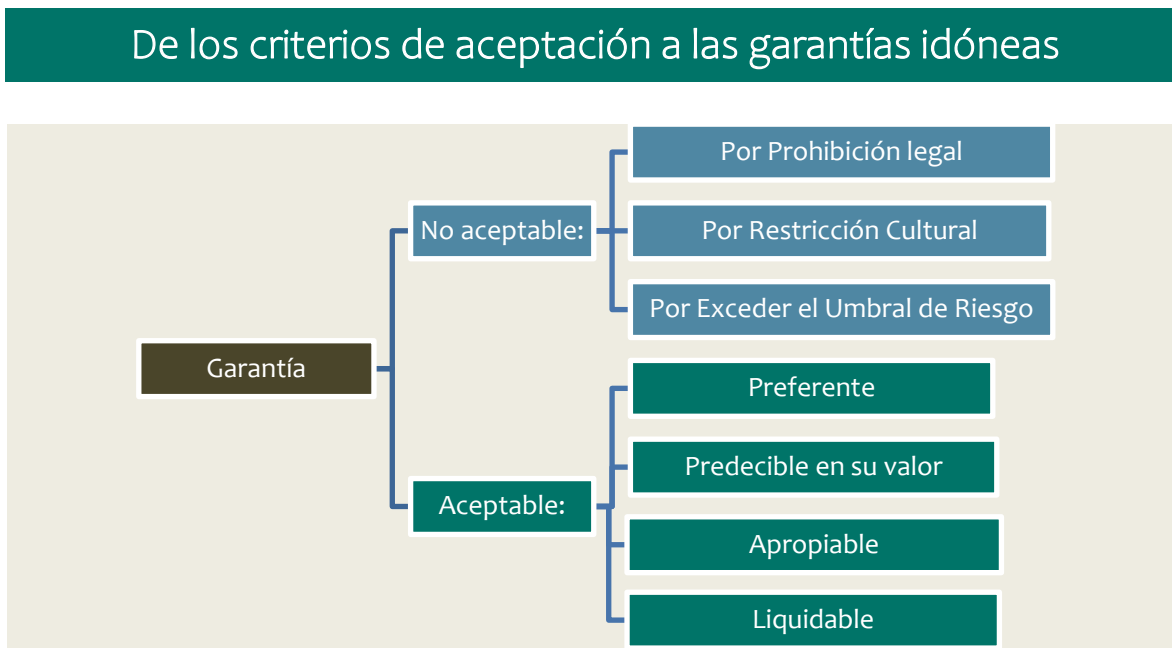 De los criterios de aceptación a las garantías idóneas
Garantía
No aceptable:
Por Prohibición legal
Por Restricción Cultural
Por Exceder el Umbral de Riesgo
Aceptable:
Preferente
Predecible en su valor
Apropiable
Liquidable